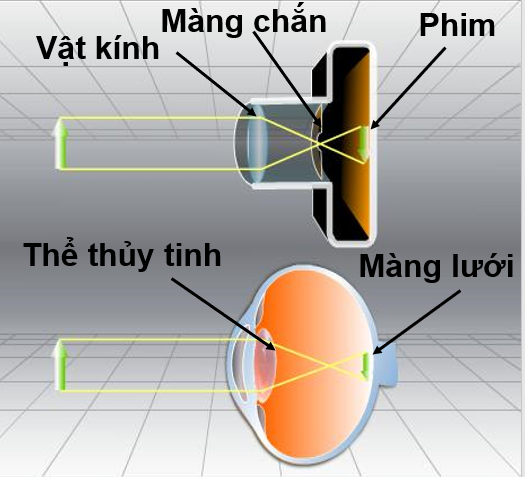 Màng chắn
Phim
Vật kính
Thể thủy tinh
Màng lưới